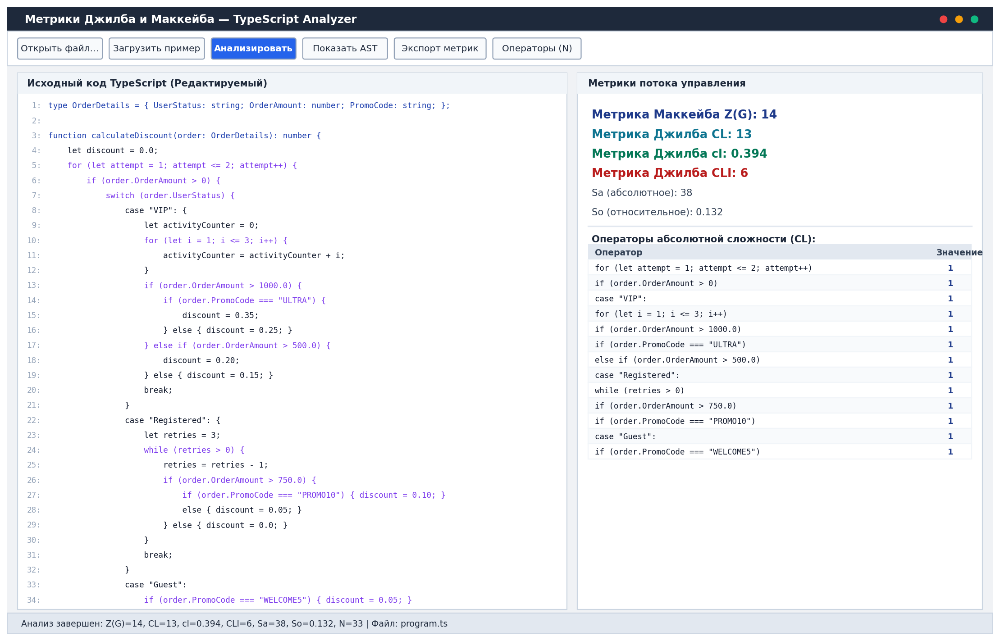 Метрики Джилба и Маккейба — TypeScript Analyzer
Открыть файл... Загрузить пример Анализировать Показать AST Экспорт метрик Операторы (N)
Исходный код TypeScript (Редактируемый)
1: type OrderDetails = { UserStatus: string; OrderAmount: number; PromoCode: string; };
2:
3: function calculateDiscount(order: OrderDetails): number {
4:     let discount = 0.0;
5:     for (let attempt = 1; attempt <= 2; attempt++) {
6:         if (order.OrderAmount > 0) {
7:             switch (order.UserStatus) {
8:                 case "VIP": {
9:                     let activityCounter = 0;
10:                     for (let i = 1; i <= 3; i++) {
11:                         activityCounter = activityCounter + i;
12:                     }
13:                     if (order.OrderAmount > 1000.0) {
14:                         if (order.PromoCode === "ULTRA") {
15:                             discount = 0.35;
16:                         } else { discount = 0.25; }
17:                     } else if (order.OrderAmount > 500.0) {
18:                         discount = 0.20;
19:                     } else { discount = 0.15; }
20:                     break;
21:                 }
22:                 case "Registered": {
23:                     let retries = 3;
24:                     while (retries > 0) {
25:                         retries = retries - 1;
26:                         if (order.OrderAmount > 750.0) {
27:                             if (order.PromoCode === "PROMO10") { discount = 0.10; }
28:                             else { discount = 0.05; }
29:                         } else { discount = 0.0; }
30:                     }
31:                     break;
32:                 }
33:                 case "Guest":
34:                     if (order.PromoCode === "WELCOME5") { discount = 0.05; }
Метрики потока управления
Метрика Маккейба Z(G): 14
Метрика Джилба CL: 13
Метрика Джилба cl: 0.394
Метрика Джилба CLI: 6
Sa (абсолютное): 38
So (относительное): 0.132
Операторы абсолютной сложности (CL):
Оператор Значение
for (let attempt = 1; attempt <= 2; attempt++) 1
if (order.OrderAmount > 0) 1
case "VIP": 1
for (let i = 1; i <= 3; i++) 1
if (order.OrderAmount > 1000.0) 1
if (order.PromoCode === "ULTRA") 1
else if (order.OrderAmount > 500.0) 1
case "Registered": 1
while (retries > 0) 1
if (order.OrderAmount > 750.0) 1
if (order.PromoCode === "PROMO10") 1
case "Guest": 1
if (order.PromoCode === "WELCOME5") 1
Анализ завершен: Z(G)=14, CL=13, cl=0.394, CLI=6, Sa=38, So=0.132, N=33 | Файл: program.ts